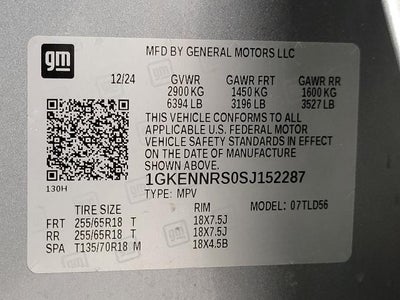 gm
MFD BY GENERAL MOTORS LLC
12/24 GVWR GAWR FRT GAWR RR
2900 KG 1450 KG 1600 KG
6394 LB 3196 LB 3527 LB
THIS VEHICLE CONFORMS TO ALL
APPLICABLE U.S. FEDERAL MOTOR
VEHICLE SAFETY STANDARDS IN EFFECT
ON THE DATE OF MANUFACTURE
SHOWN ABOVE.
130H
1GKENNRS0SJ152287
TYPE: MPV MODEL: 07TLD56
TIRE SIZE RIM
FRT 255/65R18 T 18X7.5J
RR 255/65R18 T 18X7.5J
SPA T135/70R18 M 18X4.5B